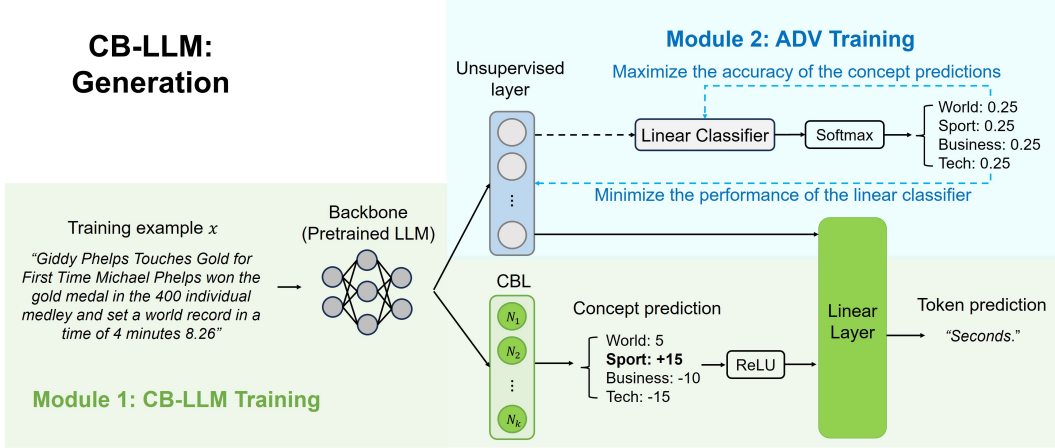 CB-LLM:
Generation
Module 2: ADV Training
Unsupervised
layer
Maximize the accuracy of the concept predictions
Linear Classifier
Softmax
World: 0.25
Sport: 0.25
Business: 0.25
Tech: 0.25
⋮
Minimize the performance of the linear classifier
Training example x
“Giddy Phelps Touches Gold for
First Time Michael Phelps won the
gold medal in the 400 individual
medley and set a world record in a
time of 4 minutes 8.26”
Backbone
(Pretrained LLM)
CBL
N₁
N₂
⋮
Nₖ
Concept prediction
World: 5
Sport: +15
Business: -10
Tech: -15
ReLU
Linear
Layer
Token prediction
“Seconds.”
Module 1: CB-LLM Training